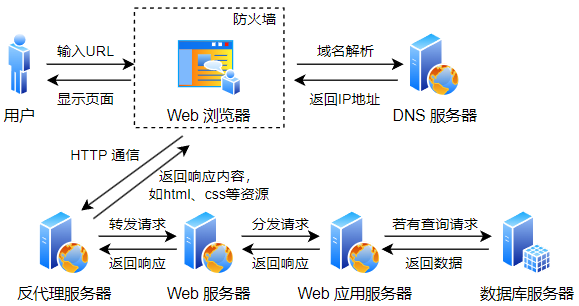 防火墙
输入URL
域名解析
显示页面
返回IP地址
用户
Web 浏览器
DNS 服务器
HTTP 通信
返回响应内容，
如html、css等资源
转发请求
分发请求
若有查询请求
返回响应
返回响应
返回数据
反代理服务器
Web 服务器
Web 应用服务器
数据库服务器